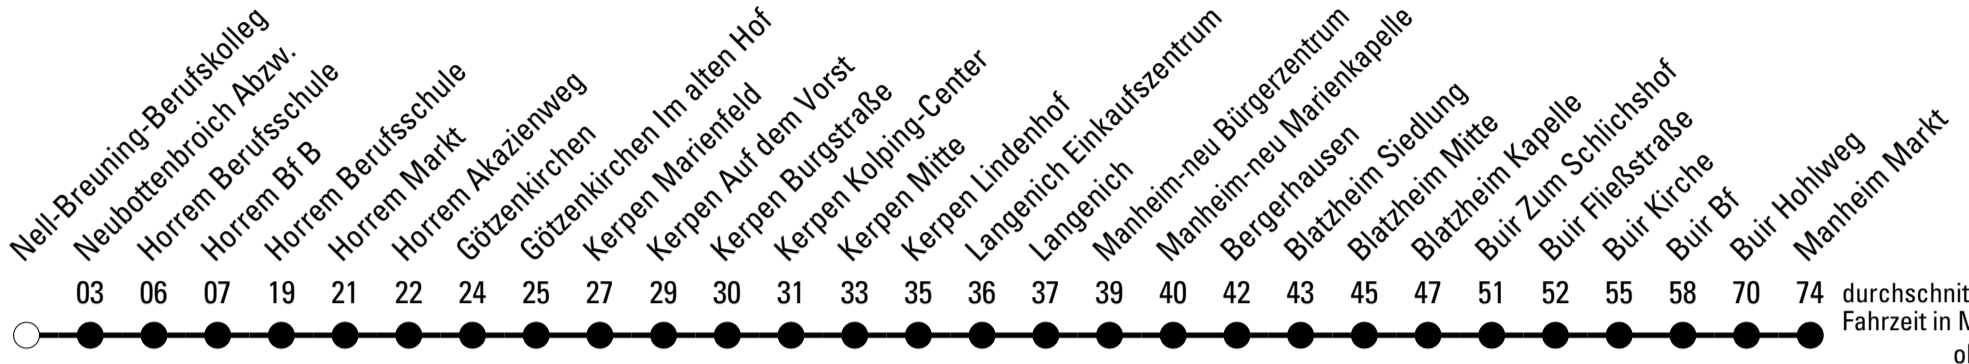 Nell-Breuning-Berufskolleg
Neubottenbroich Abzw.
Horrem Berufsschule
Horrem Bf B
Horrem Berufsschule
Horrem Markt
Horrem Akazienweg
Götzenkirchen
Götzenkirchen Im alten Hof
Kerpen Marienfeld
Kerpen Auf dem Vorst
Kerpen Burgstraße
Kerpen Kolping-Center
Kerpen Mitte
Kerpen Lindenhof
Langenich Einkaufszentrum
Langenich
Manheim-neu Bürgerzentrum
Manheim-neu Marienkapelle
Bergerhausen
Blatzheim Siedlung
Blatzheim Mitte
Blatzheim Kapelle
Buir Zum Schlichshof
Buir Fließstraße
Buir Kirche
Buir Bf
Buir Hohlweg
Manheim Markt
03 06 07 19 21 22 24 25 27 29 30 31 33 35 36 37 39 40 42 43 45 47 51 52 55 58 70 74
durchschnit
Fahrzeit in M